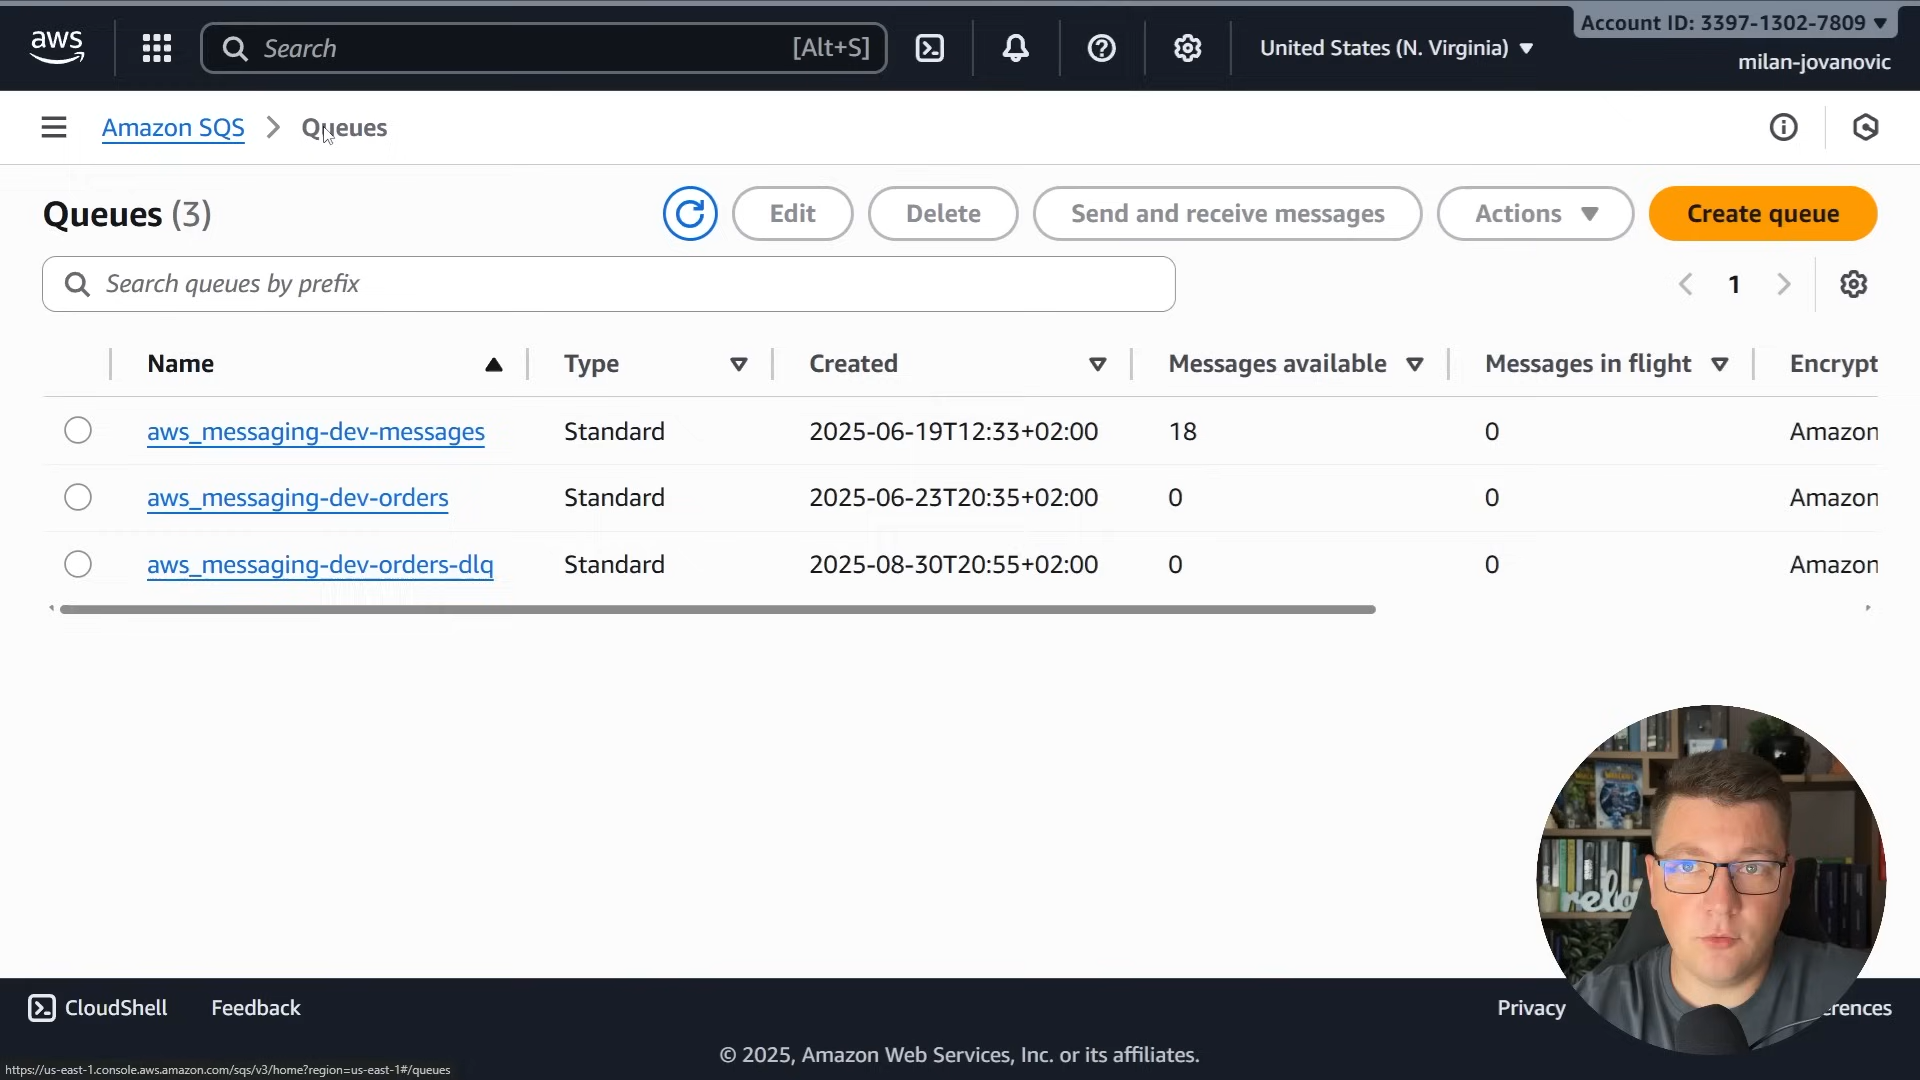 aws
Search
[Alt+S]
United States (N. Virginia)
Account ID: 3397-1302-7809
milan-jovanovic
Amazon SQS
Queues
Queues (3)
Edit
Delete
Send and receive messages
Actions
Create queue
Search queues by prefix
1
Name
Type
Created
Messages available
Messages in flight
Encrypt
aws_messaging-dev-messages
Standard
2025-06-19T12:33+02:00
18
0
Amazon
aws_messaging-dev-orders
Standard
2025-06-23T20:35+02:00
0
0
Amazon
aws_messaging-dev-orders-dlq
Standard
2025-08-30T20:55+02:00
0
0
Amazon
CloudShell
Feedback
Privacy
erences
© 2025, Amazon Web Services, Inc. or its affiliates.
https://us-east-1.console.aws.amazon.com/sqs/v3/home?region=us-east-1#/queues